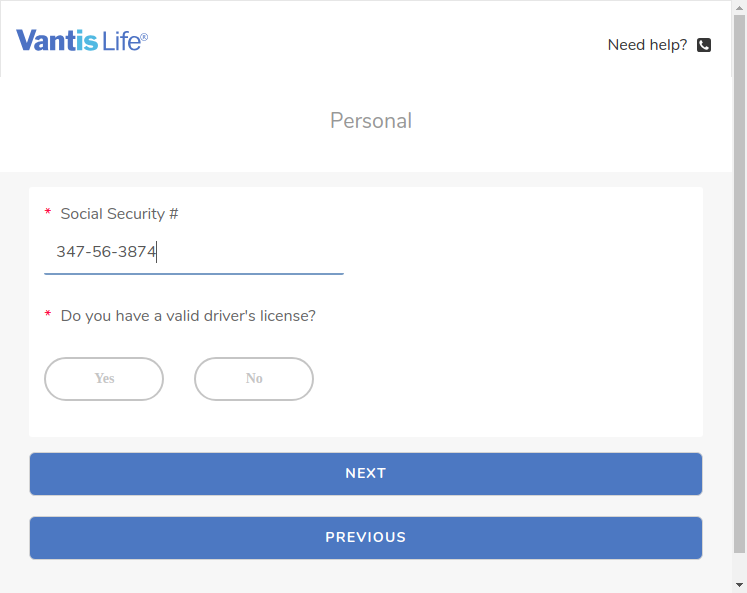 Vantis Life®
Need help?
Personal
* Social Security #
347-56-3874
* Do you have a valid driver's license?
Yes No
NEXT
PREVIOUS